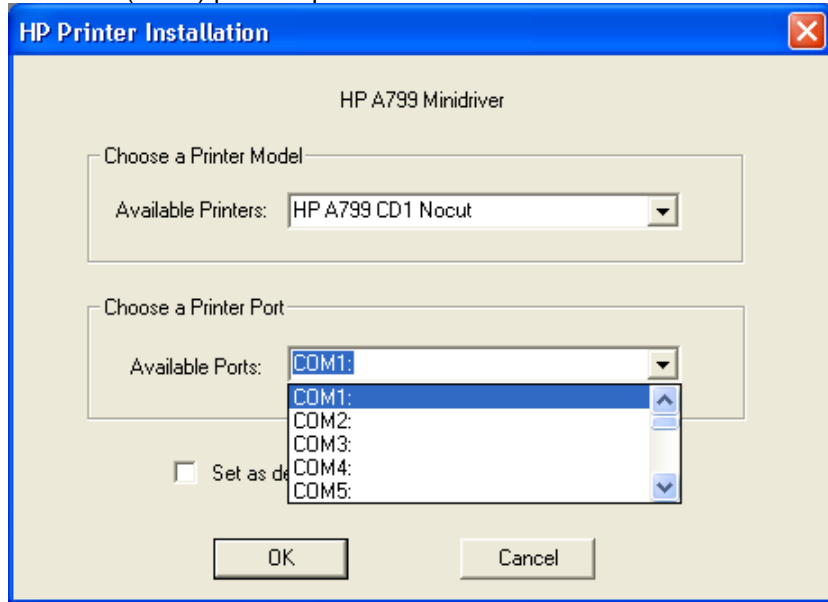 HP Printer Installation
HP A799 Minidriver
Choose a Printer Model
Available Printers: HP A799 CD1 Nocut
Choose a Printer Port
Available Ports: COM1:
COM1:
COM2:
COM3:
COM4:
Set as de
COM5:
OK Cancel